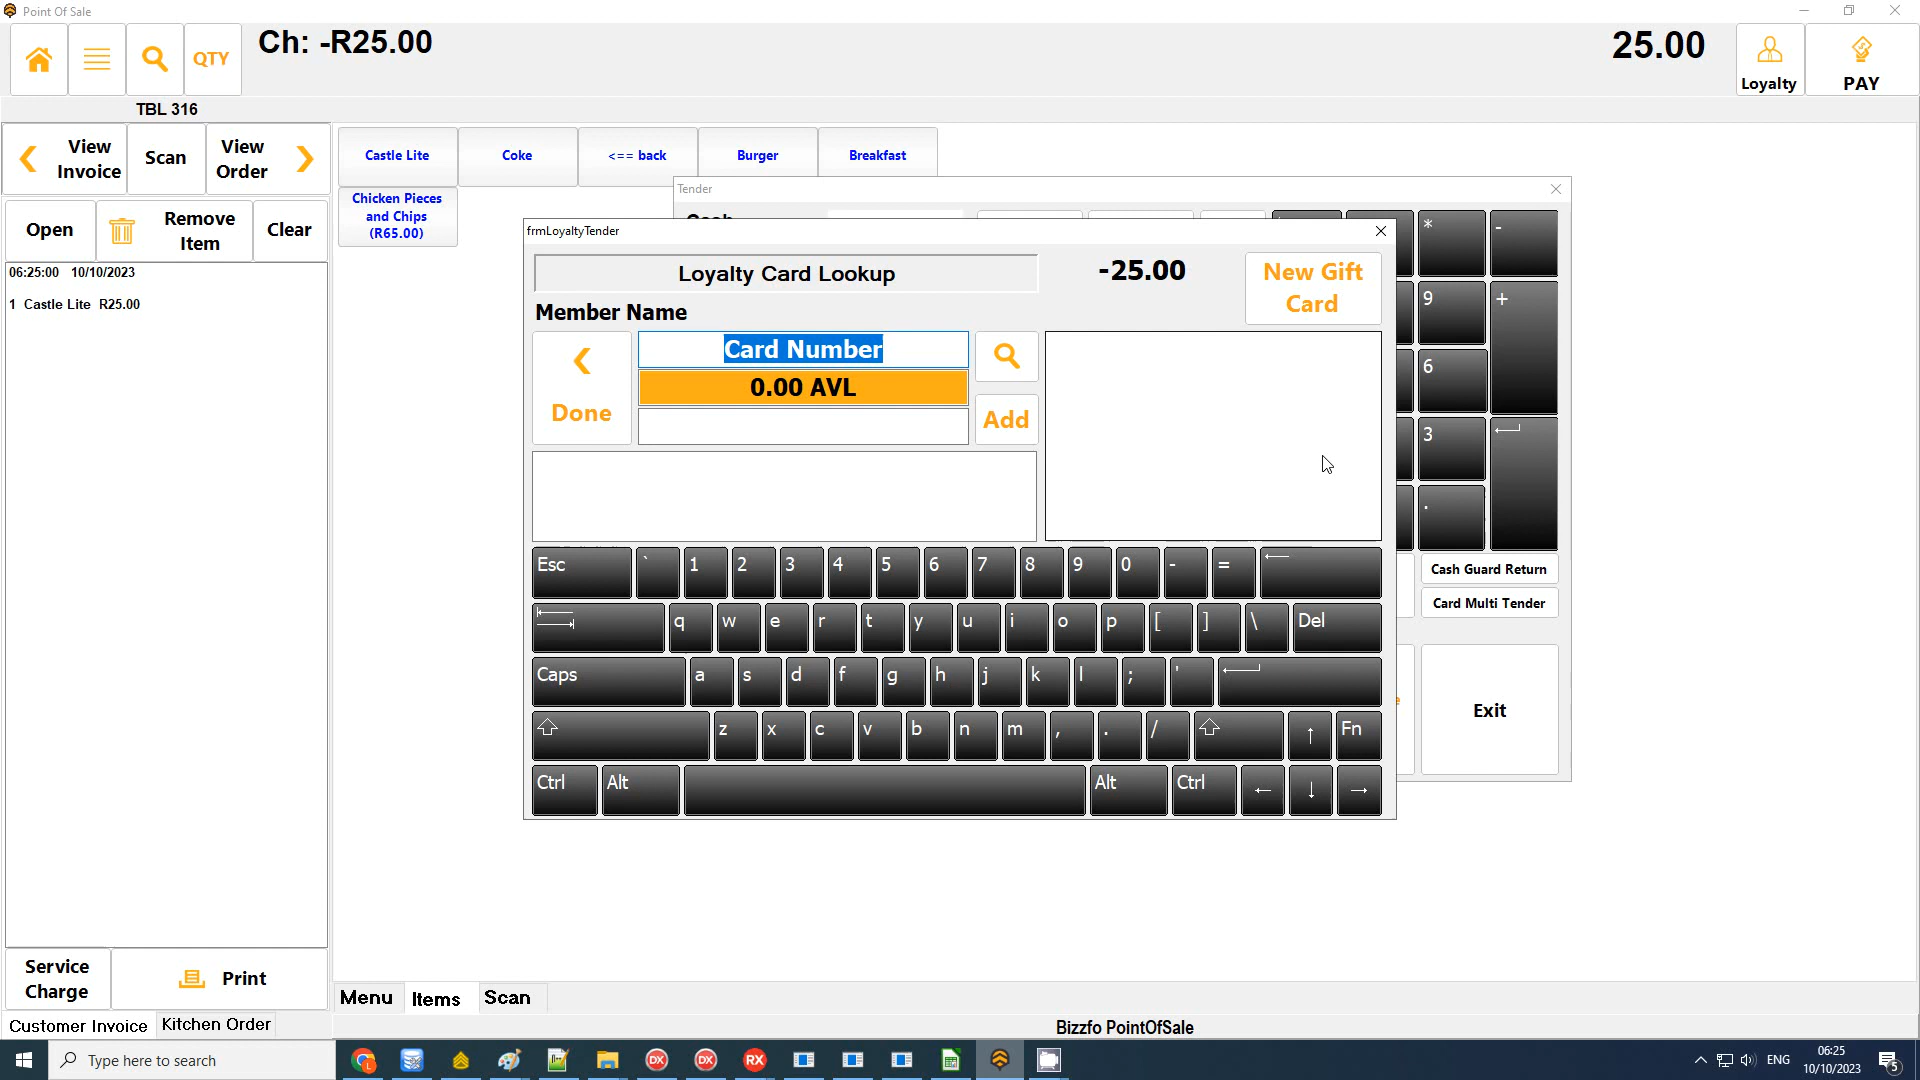 Point Of Sale
QTY
Ch: -R25.00
25.00
Loyalty
PAY
TBL 316
View
Invoice
Scan
View
Order
Castle Lite
Coke
<== back
Burger
Breakfast
Chicken Pieces
and Chips
(R65.00)
Open
Remove
Item
Clear
06:25:00 10/10/2023
1 Castle Lite R25.00
Tender
* -
9 +
6
3
.
Cash Guard Return
Card Multi Tender
Exit
frmLoyaltyTender
Loyalty Card Lookup
-25.00
New Gift
Card
Member Name
Card Number
0.00 AVL
Done
Add
Esc ` 1 2 3 4 5 6 7 8 9 0 - =
q w e r t y u i o p [ ] \ Del
Caps a s d f g h j k l ; '
z x c v b n m , . / Fn
Ctrl Alt Alt Ctrl
Service
Charge
Print
Customer Invoice
Kitchen Order
Menu
Items
Scan
Bizzfo PointOfSale
Type here to search
DX
DX
RX
ENG
06:25
10/10/2023
5